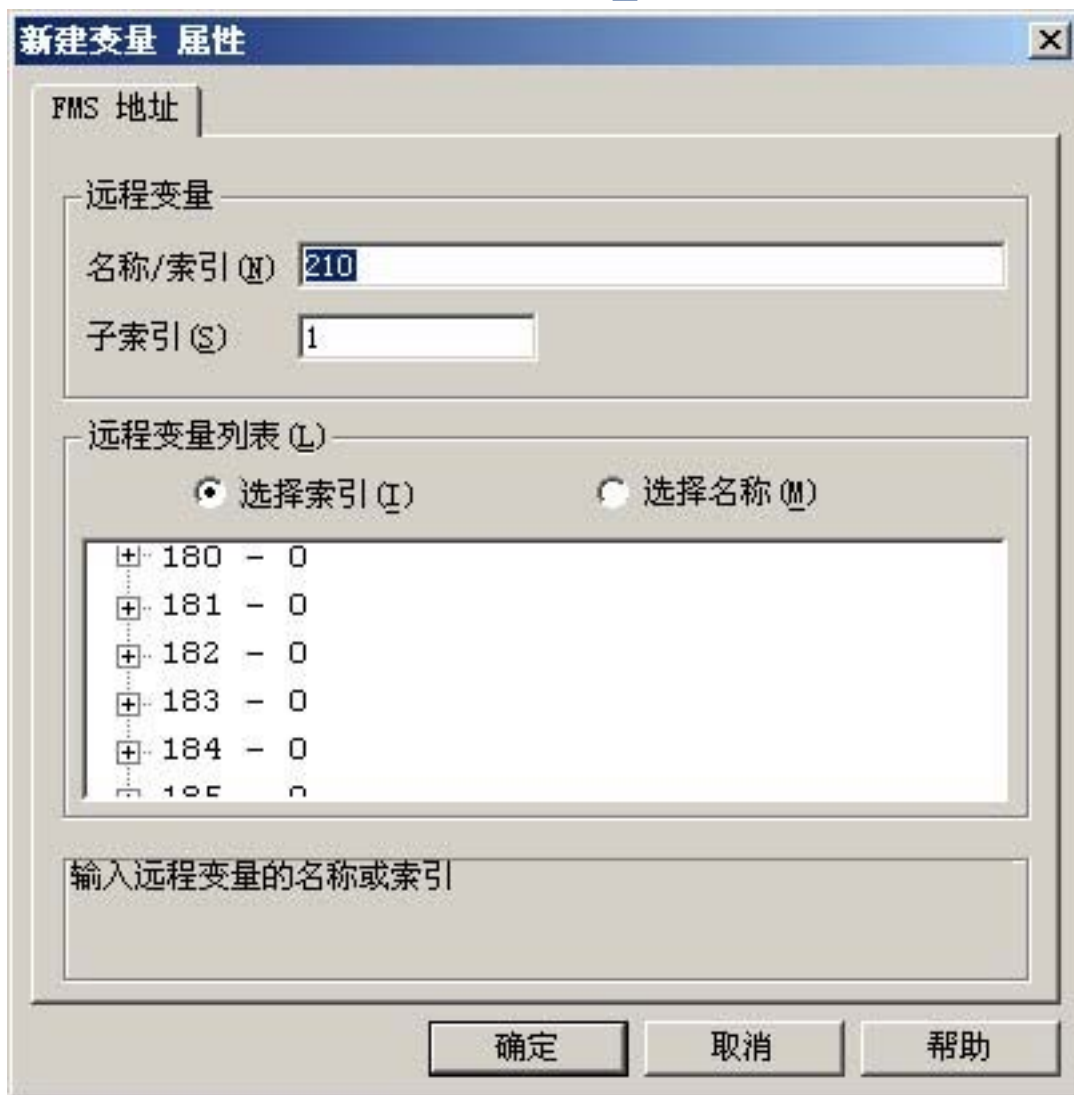 新建变量 属性
FMS 地址
远程变量
名称/索引(N) 210
子索引(S) 1
远程变量列表(L)
选择索引(I) 选择名称(M)
180 - 0
181 - 0
182 - 0
183 - 0
184 - 0
输入远程变量的名称或索引
确定 取消 帮助